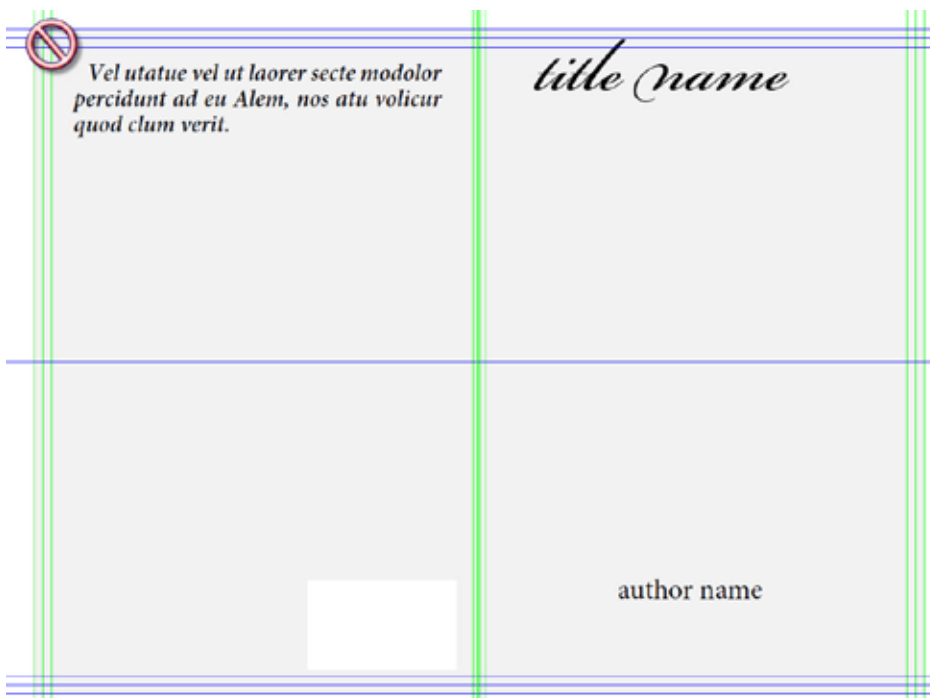 Vel utatue vel ut laorer secte modolor
percidunt ad eu Alem, nos atu volicur
quod clum verit.
title name
author name